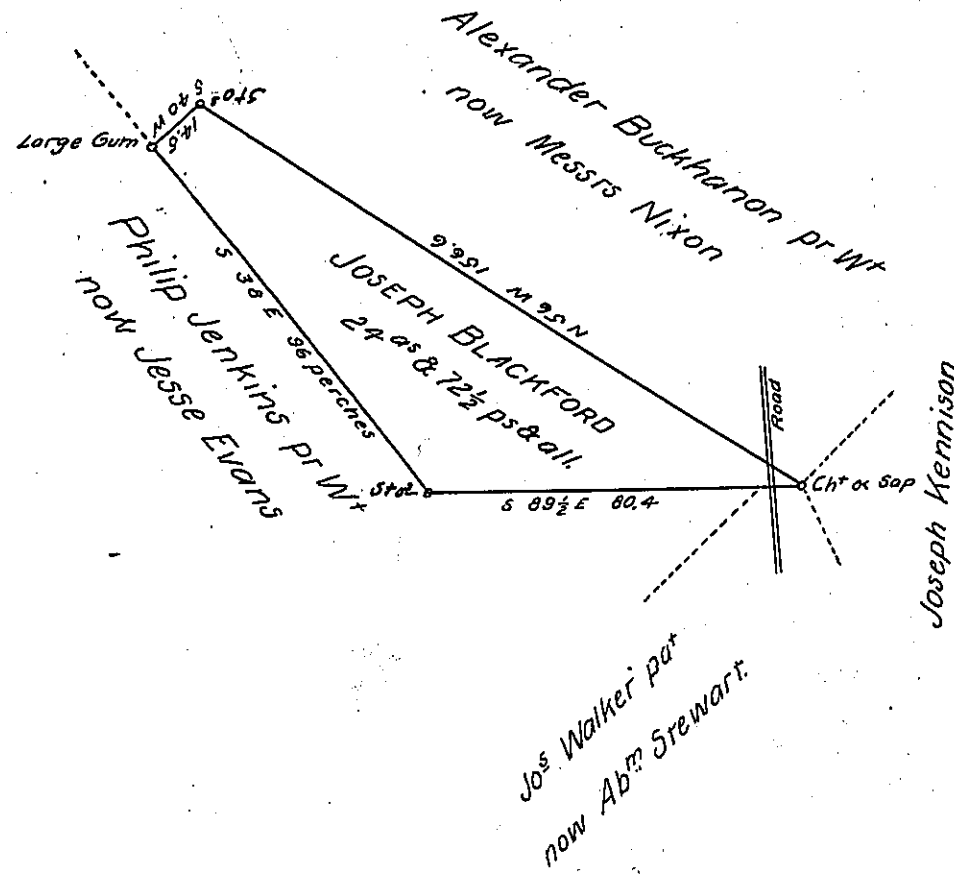 Alexander Buckhanon pr Wt
now Messrs Nixon
Sto⁠s
S 40 W
14.5
Large Gum
N 56 W 156.6
JOSEPH BLACKFORD
24 as & 72½ ps & all.
S 38 E 96 perches
Philip Jenkins pr Wt
now Jesse Evans
Road
S 89½ E 80.4
Cht oc Sap
Joseph Kennison
Jos Walker pat
now Abm Stewart.